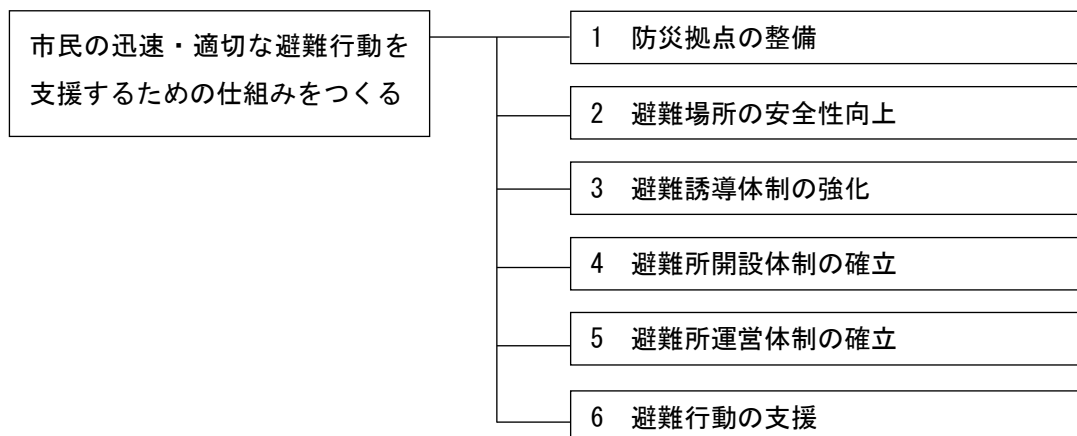 市民の迅速・適切な避難行動を
支援するための仕組みをつくる
1 防災拠点の整備
2 避難場所の安全性向上
3 避難誘導体制の強化
4 避難所開設体制の確立
5 避難所運営体制の確立
6 避難行動の支援